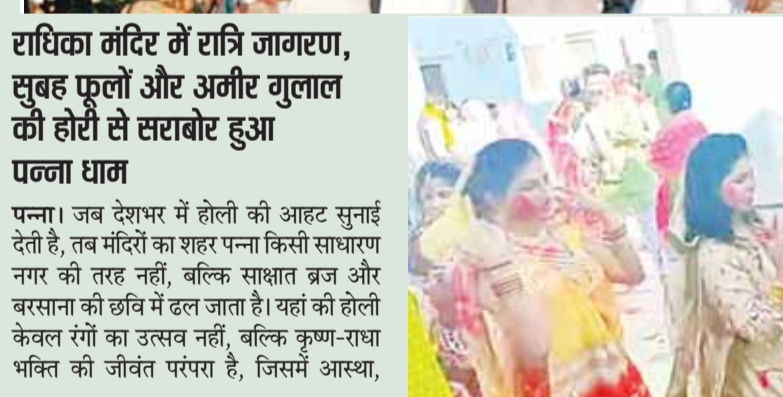 राधिका मंदिर में रात्रि जागरण,
सुबह फूलों और अमीर गुलाल
की होरी से सराबोर हुआ
पन्ना धाम
पन्ना। जब देशभर में होली की आहट सुनाई
देती है, तब मंदिरों का शहर पन्ना किसी साधारण
नगर की तरह नहीं, बल्कि साक्षात ब्रज और
बरसाना की छवि में ढल जाता है। यहां की होली
केवल रंगों का उत्सव नहीं, बल्कि कृष्ण-राधा
भक्ति की जीवंत परंपरा है, जिसमें आस्था,